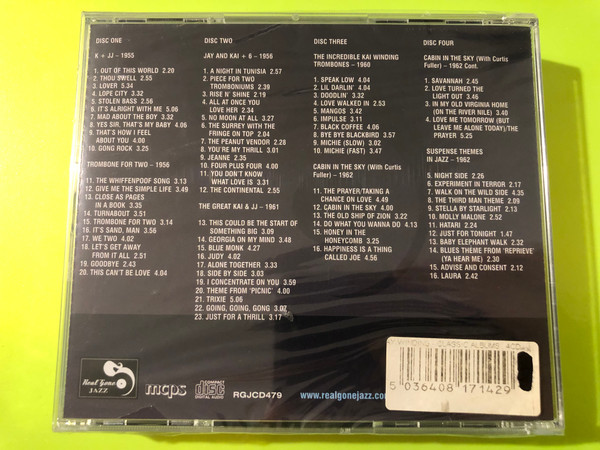 DISC ONE
K + JJ – 1955
1. OUT OF THIS WORLD 2.20
2. THOU SWELL 2.55
3. LOVER 5.34
4. LOPE CITY 3.32
5. STOLEN BASS 2.56
6. IT'S ALRIGHT WITH ME 5.06
7. MAD ABOUT THE BOY 3.32
8. YES SIR, THAT'S MY BABY 4.06
9. THAT'S HOW I FEEL
ABOUT YOU 4.00
10. GONG ROCK 3.25
TROMBONE FOR TWO – 1956
11. THE WHIFFENPOOF SONG 3.13
12. GIVE ME THE SIMPLE LIFE 3.49
13. CLOSE AS PAGES
IN A BOOK 3.35
14. TURNABOUT 3.51
15. TROMBONE FOR TWO 3.14
16. IT'S SAND, MAN 3.56
17. WE TWO 4.02
18. LET'S GET AWAY
FROM IT ALL 2.51
19. GOODBYE 2.43
20. THIS CAN'T BE LOVE 4.04
DISC TWO
JAY AND KAI + 6 – 1956
1. A NIGHT IN TUNISIA 2.57
2. PIECE FOR TWO
TROMBONIUMS 2.39
3. RISE N' SHINE 2.19
4. ALL AT ONCE YOU
LOVE HER 2.34
5. NO MOON AT ALL 3.27
6. THE SURREY WITH THE
FRINGE ON TOP 2.04
7. THE PEANUT VENDOR 2.28
8. YOU'RE MY THRILL 3.01
9. JEANNE 2.35
10. FOUR PLUS FOUR 4.00
11. YOU DON'T KNOW
WHAT LOVE IS 3.31
12. THE CONTINENTAL 2.55
THE GREAT KAI & JJ – 1961
13. THIS COULD BE THE START OF
SOMETHING BIG 3.09
14. GEORGIA ON MY MIND 3.48
15. BLUE MONK 4.27
16. JUDY 4.02
17. ALONE TOGETHER 3.33
18. SIDE BY SIDE 3.03
19. I CONCENTRATE ON YOU 3.59
20. THEME FROM 'PICNIC' 4.00
21. TRIXIE 5.06
22. GOING, GOING, GONG 3.07
23. JUST FOR A THRILL 3.17
DISC THREE
THE INCREDIBLE KAI WINDING
TROMBONES – 1960
1. SPEAK LOW 4.04
2. LIL DARLIN' 4.04
3. DOODLIN' 3.32
4. LOVE WALKED IN 2.53
5. MANGOS 3.42
6. IMPULSE 3.11
7. BLACK COFFEE 4.06
8. BYE BYE BLACKBIRD 3.57
9. MICHIE (SLOW) 3.02
10. MICHIE (FAST) 3.47
CABIN IN THE SKY (With Curtis
Fuller) – 1962
11. THE PRAYER/TAKING A
CHANCE ON LOVE 4.49
12. CABIN IN THE SKY 4.00
13. THE OLD SHIP OF ZION 3.22
14. DO WHAT YOU WANNA DO 4.13
15. HONEY IN THE
HONEYCOMB 3.25
16. HAPPINESS IS A THING
CALLED JOE 4.56
DISC FOUR
CABIN IN THE SKY (With Curtis
Fuller) – 1962 Cont.
1. SAVANNAH 2.45
2. LOVE TURNED THE
LIGHT OUT 3.46
3. IN MY OLD VIRGINIA HOME
(ON THE RIVER NILE) 3.40
4. LOVE ME TOMORROW (BUT
LEAVE ME ALONE TODAY)/THE
PRAYER 5.25
SUSPENSE THEMES
IN JAZZ – 1962
5. NIGHT SIDE 2.26
6. EXPERIMENT IN TERROR 2.17
7. WALK ON THE WILD SIDE 4.35
8. THE THIRD MAN THEME 2.09
9. STELLA BY STARLIGHT 2.13
10. MOLLY MALONE 2.52
11. HATARI 2.24
12. JUST FOR TONIGHT 1.47
13. BABY ELEPHANT WALK 2.32
14. BLUES THEME FROM 'REPRIEVE'
(YA HEAR ME) 2.30
15. ADVISE AND CONSENT 2.12
16. LAURA 2.42
Real Gone
JAZZ
mcps
COMPACT
disc
DIGITAL AUDIO
RGJCD479
www.realgonejazz.com
CLASSIC ALBUMS
5 036408 171429